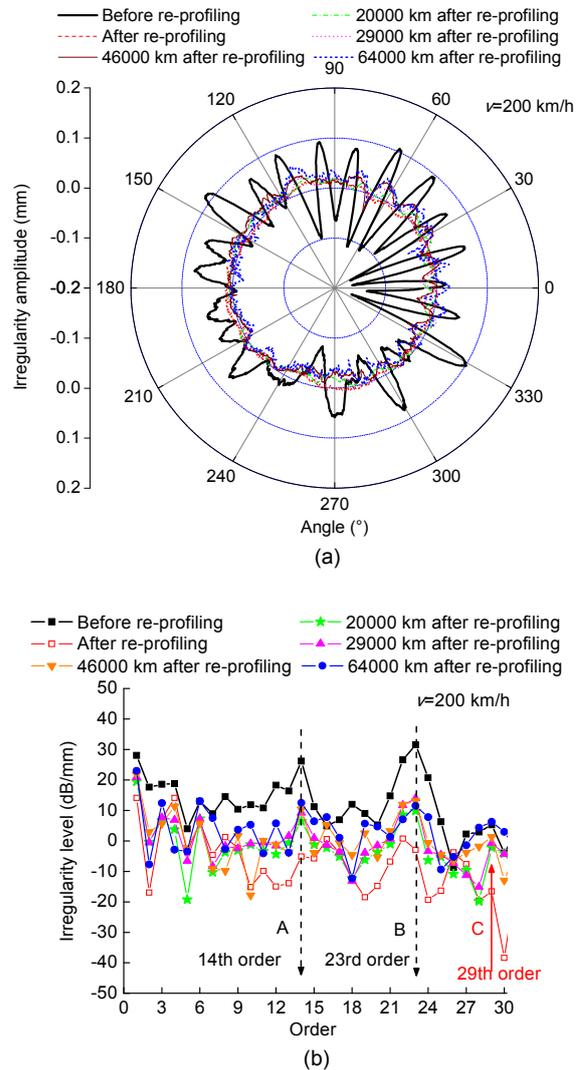 Before re-profiling 20000 km after re-profiling
After re-profiling 29000 km after re-profiling
46000 km after re-profiling 64000 km after re-profiling
90
0.2
120 60
v=200 km/h
0.1
150 30
0.0
-0.1
Irregularity amplitude (mm)
-0.2 180 0
-0.1
0.0
210 330
0.1
240 300
0.2
270
Angle (°)
(a)
Before re-profiling 20000 km after re-profiling
After re-profiling 29000 km after re-profiling
46000 km after re-profiling 64000 km after re-profiling
50
v=200 km/h
40
30
20
10
0
-10
-20
-30
-40
-50
Irregularity level (dB/mm)
A B C
14th order 23rd order
29th order
0 3 6 9 12 15 18 21 24 27 30
Order
(b)